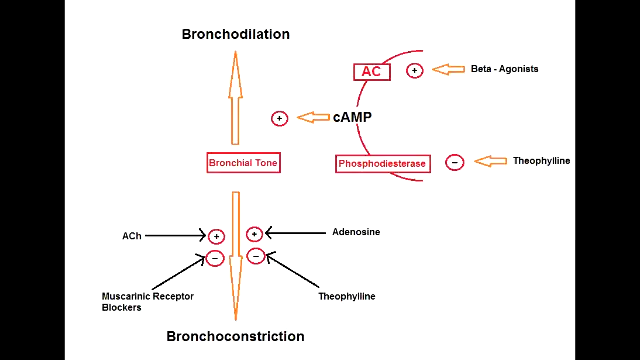 Bronchodilation
AC
+
Beta - Agonists
+
cAMP
Bronchial Tone
Phosphodiesterase
−
Theophylline
ACh
+
+
Adenosine
−
−
Muscarinic Receptor
Blockers
Theophylline
Bronchoconstriction